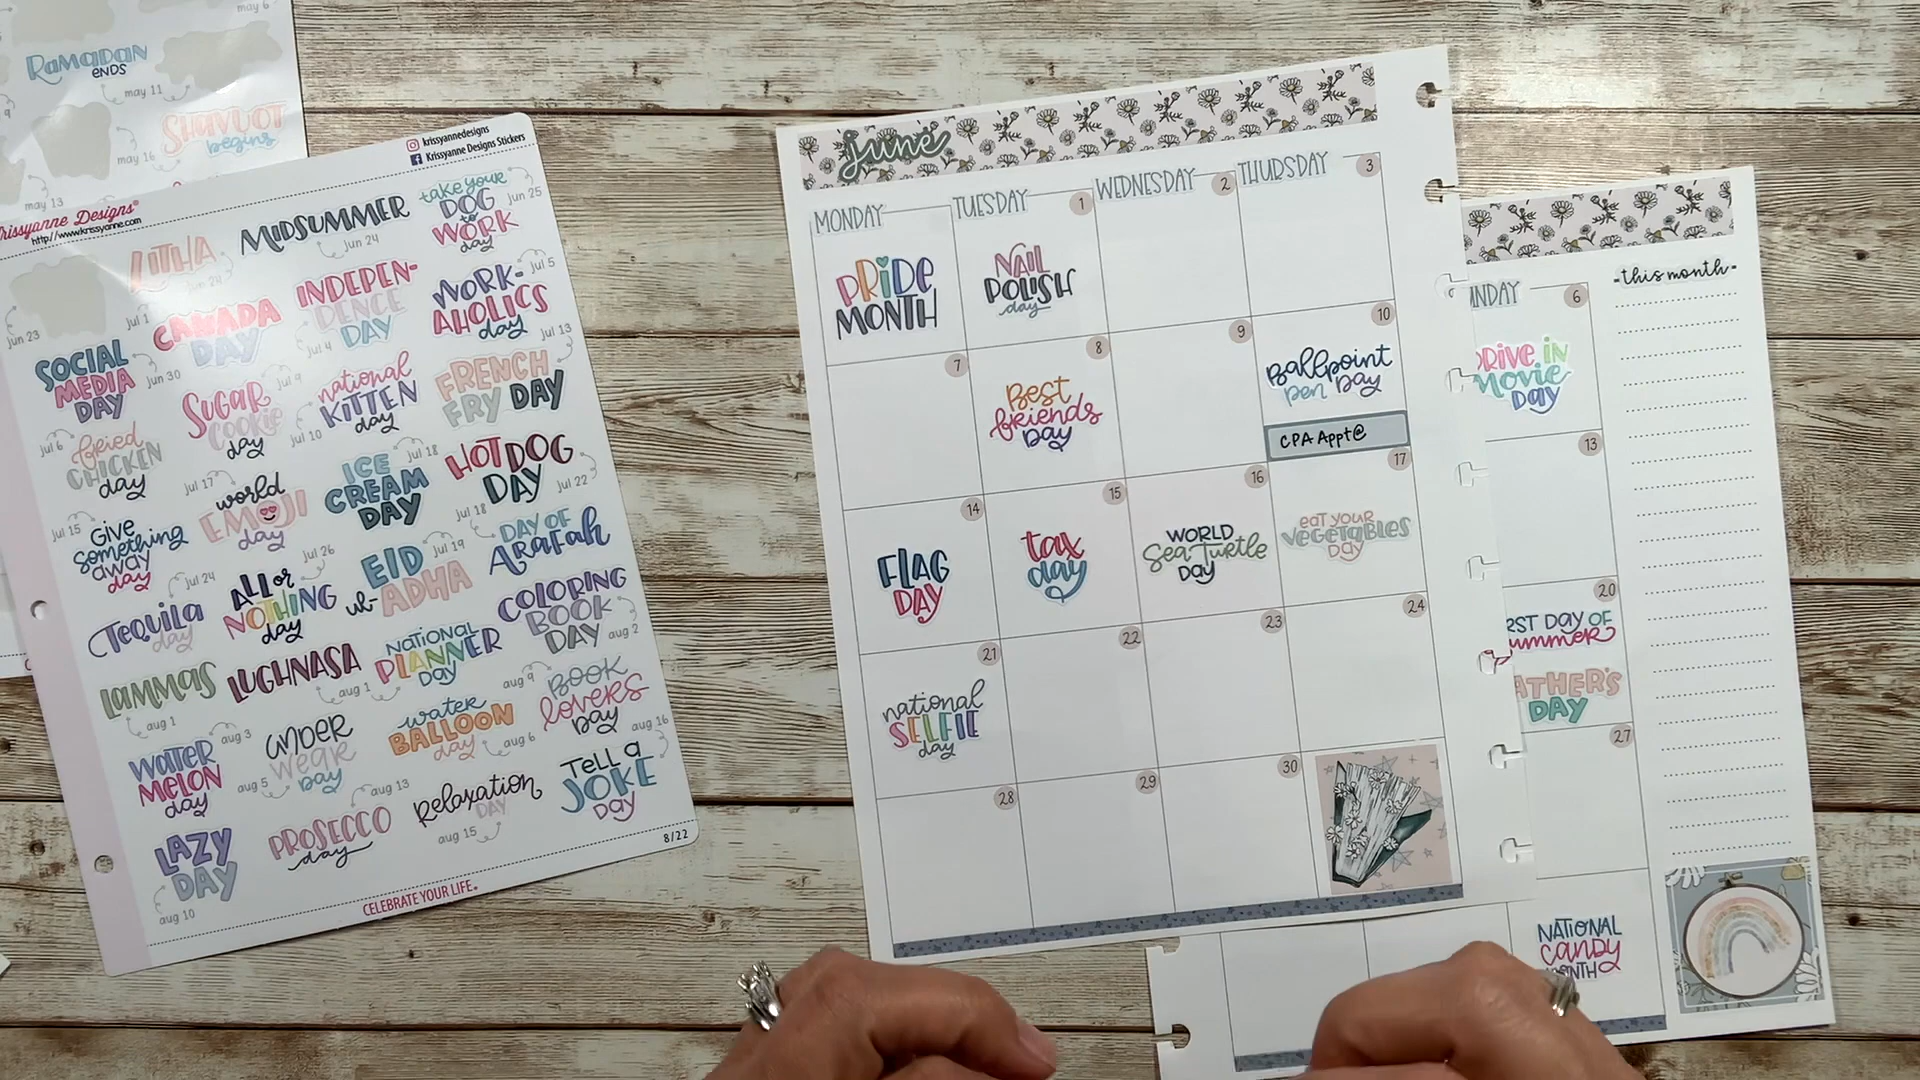 may 6
RAMADAN
ENDS
may 11
SHAVUOT
begins
may 16
may 13
krissyannedesigns
Krissyanne Designs Stickers
rissyanne Designs®
http://www.krissyanne.com
LITHA
MIDSUMMER
jun 24
take your
DOG
to
WORK
day
jun 25
jun 23
jul 1
CANADA
DAY
INDEPEN-
DENCE
DAY
jul 4
WORK-
AHOLICS
day
jul 5
SOCIAL
MEDIA
DAY
jun 30
SUGAR
COOKIE
day
jul 9
national
KITTEN
day
jul 10
FRENCH
FRY DAY
jul 13
jul 6
fried
CHICKEN
day
jul 17
world
EMOJI
day
ICE
CREAM
DAY
jul 18
HOT DOG
DAY
jul 22
jul 15
GIVE
something
away
day
jul 24
ALL or
NOTHING
day
jul 26
EID
ul-ADHA
jul 19
jul 18
DAY OF
ARAFAH
TEQUILA
day
LAMMAS
aug 1
LUGHNASA
aug 1
NATIONAL
PLANNER
DAY
COLORING
BOOK
DAY
aug 2
WATER
MELON
day
aug 3
UNDER
WEAR
DAY
aug 5
water
BALLOON
day
aug 6
aug 9
BOOK
lovers
DAY
aug 16
LAZY
DAY
aug 10
PROSECCO
day
aug 13
RELAXATION
DAY
aug 15
TELL a
JOKE
DAY
8/22
CELEBRATE YOUR LIFE.
june
MONDAY
TUESDAY
1
WEDNESDAY
2
THURSDAY
3
PRIDE
MONTH
NAIL
POLISH
day
7
8
9
10
BEST
friends
DAY
Ballpoint
pen DAY
CPA Appt@
14
15
16
17
FLAG
DAY
tax
day
WORLD
Sea Turtle
DAY
EAT YOUR
VEGETABLES
DAY
21
22
23
24
national
SELFIE
day
28
29
30
NDAY
6
-this month-
DRIVE in
MOVIE
DAY
13
20
RST DAY OF
ummer
ATHER'S
DAY
27
NATIONAL
CANDY
MONTH